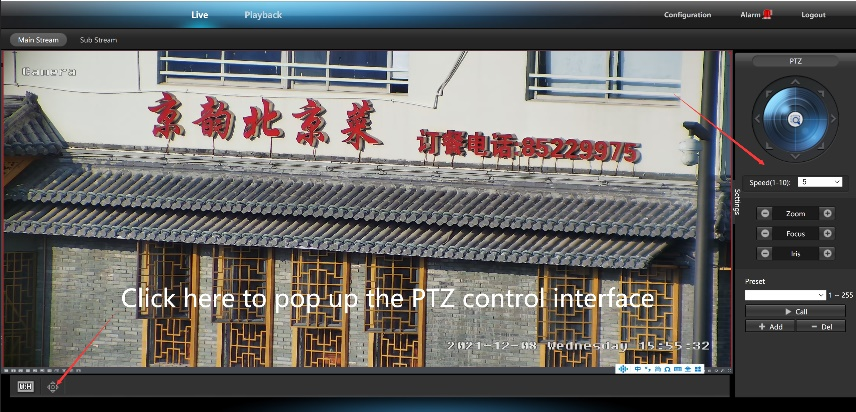 Live Playback Configuration Alarm Logout
Main Stream Sub Stream
Camera
京韵北京菜
订餐电话:85229975
PTZ
Speed(1-10): 5
Settings
Zoom
Focus
Iris
Preset
1 ~ 255
Call
Add Del
Click here to pop up the PTZ control interface
2021-12-08 Wednesday 15:55:32
W:H